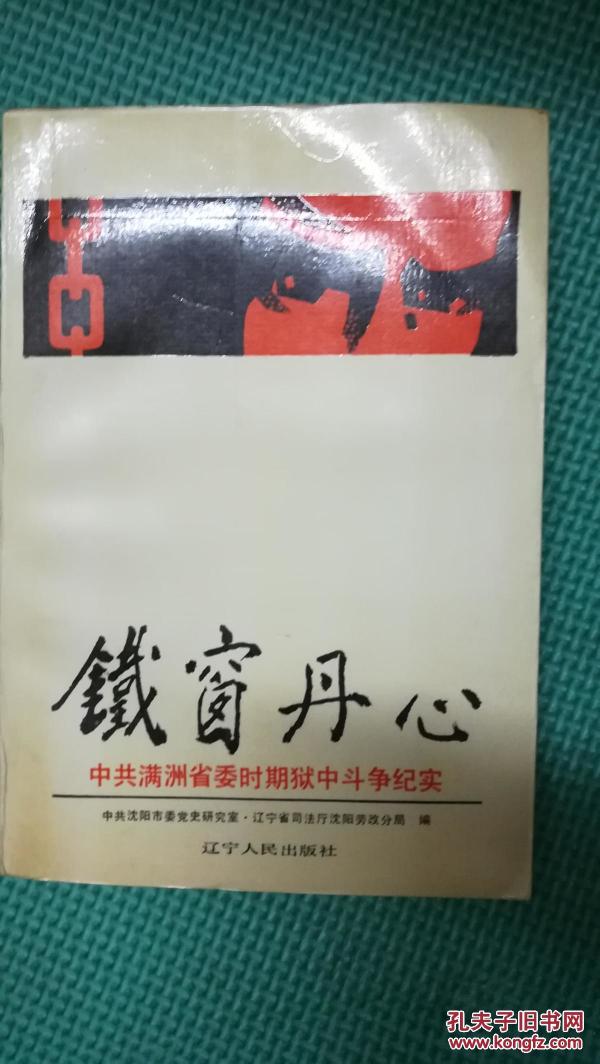 鐵窗丹心
中共满洲省委时期狱中斗争纪实
中共沈阳市委党史研究室·辽宁省司法厅沈阳劳改分局 编
辽宁人民出版社
孔夫子旧书网
kongfz.com